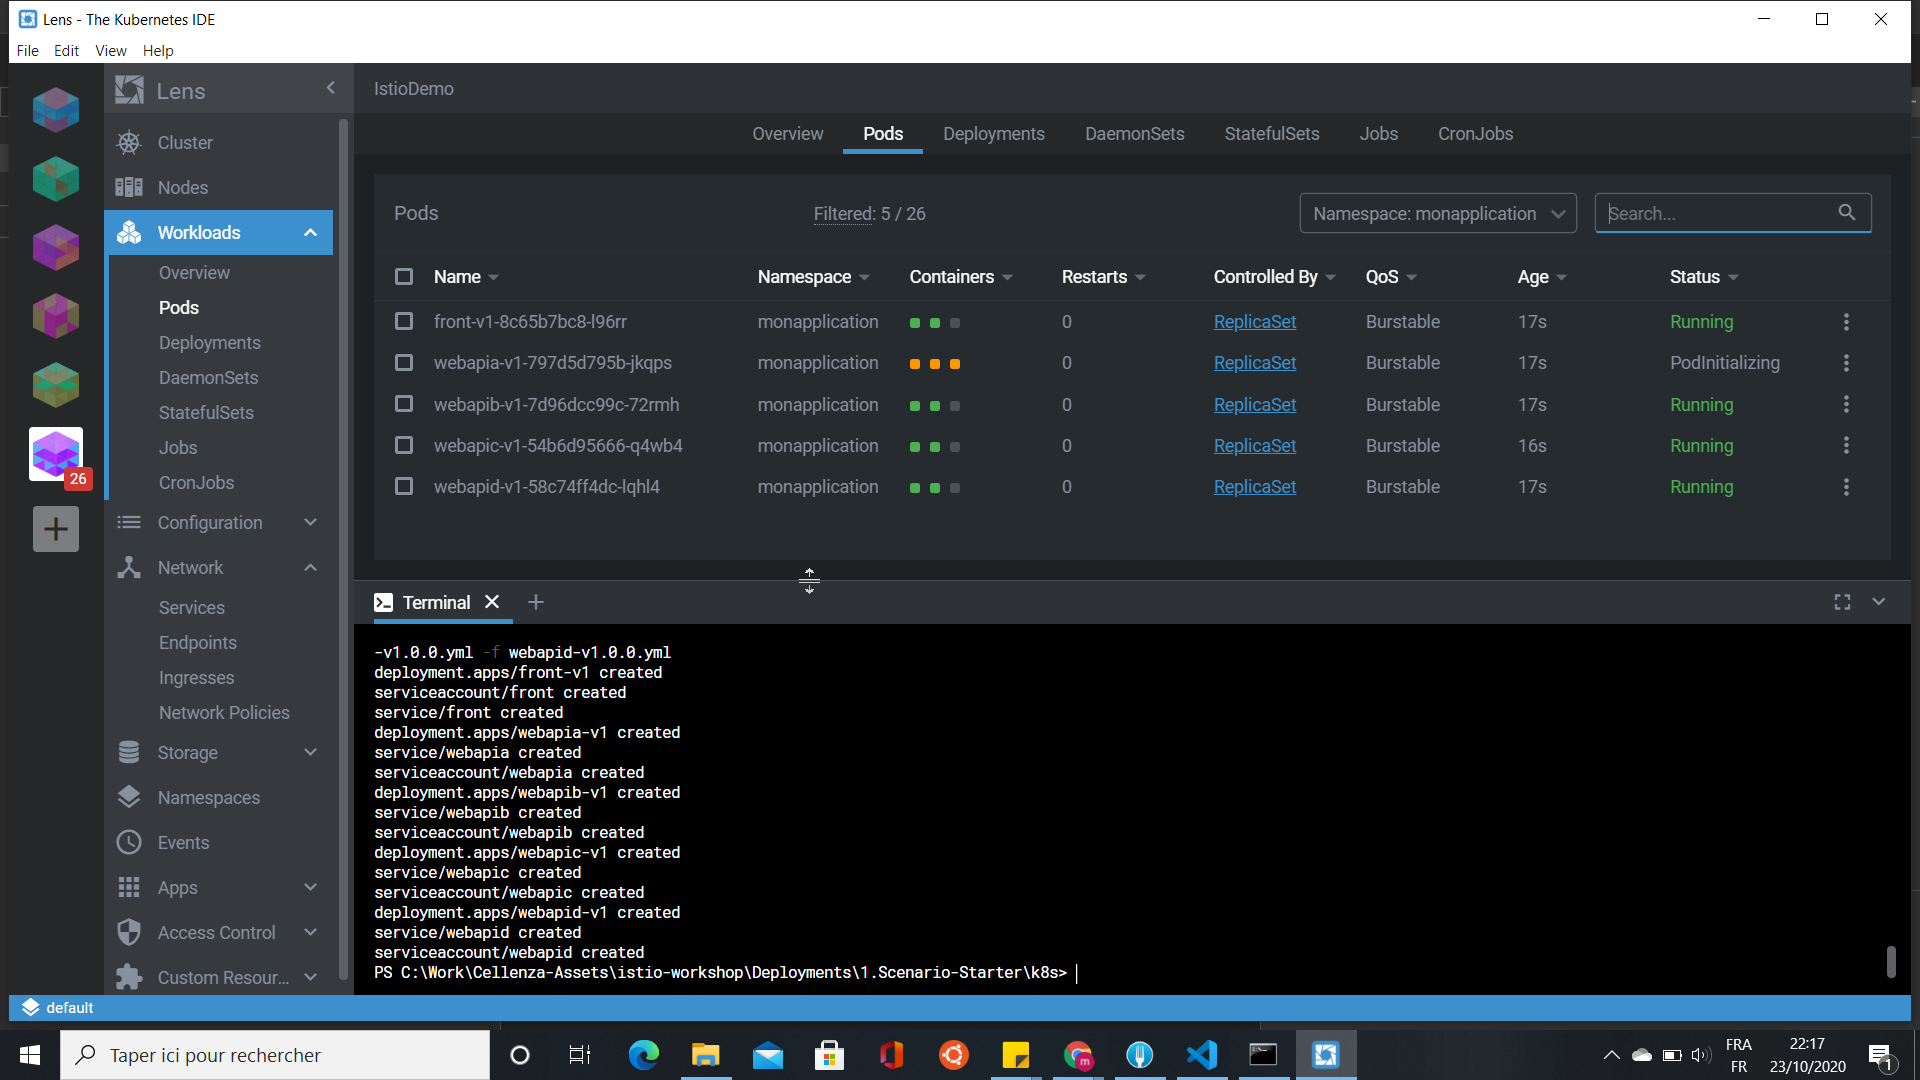 Lens - The Kubernetes IDE
File Edit View Help
Lens
IstioDemo
Cluster
Nodes
Workloads
Overview
Pods
Deployments
DaemonSets
StatefulSets
Jobs
CronJobs
Configuration
Network
Services
Endpoints
Ingresses
Network Policies
Storage
Namespaces
Events
Apps
Access Control
Custom Resour...
26
Overview Pods Deployments DaemonSets StatefulSets Jobs CronJobs
Pods Filtered: 5 / 26 Namespace: monapplication Search...
Name Namespace Containers Restarts Controlled By QoS Age Status
front-v1-8c65b7bc8-l96rr monapplication 0 ReplicaSet Burstable 17s Running
webapia-v1-797d5d795b-jkqps monapplication 0 ReplicaSet Burstable 17s PodInitializing
webapib-v1-7d96dcc99c-72rmh monapplication 0 ReplicaSet Burstable 17s Running
webapic-v1-54b6d95666-q4wb4 monapplication 0 ReplicaSet Burstable 16s Running
webapid-v1-58c74ff4dc-lqhl4 monapplication 0 ReplicaSet Burstable 17s Running
Terminal
-v1.0.0.yml -f webapid-v1.0.0.yml
deployment.apps/front-v1 created
serviceaccount/front created
service/front created
deployment.apps/webapia-v1 created
service/webapia created
serviceaccount/webapia created
deployment.apps/webapib-v1 created
service/webapib created
serviceaccount/webapib created
deployment.apps/webapic-v1 created
service/webapic created
serviceaccount/webapic created
deployment.apps/webapid-v1 created
service/webapid created
serviceaccount/webapid created
PS C:\Work\Cellenza-Assets\istio-workshop\Deployments\1.Scenario-Starter\k8s>
default
Taper ici pour rechercher
m
FRA
FR
22:17
23/10/2020
1